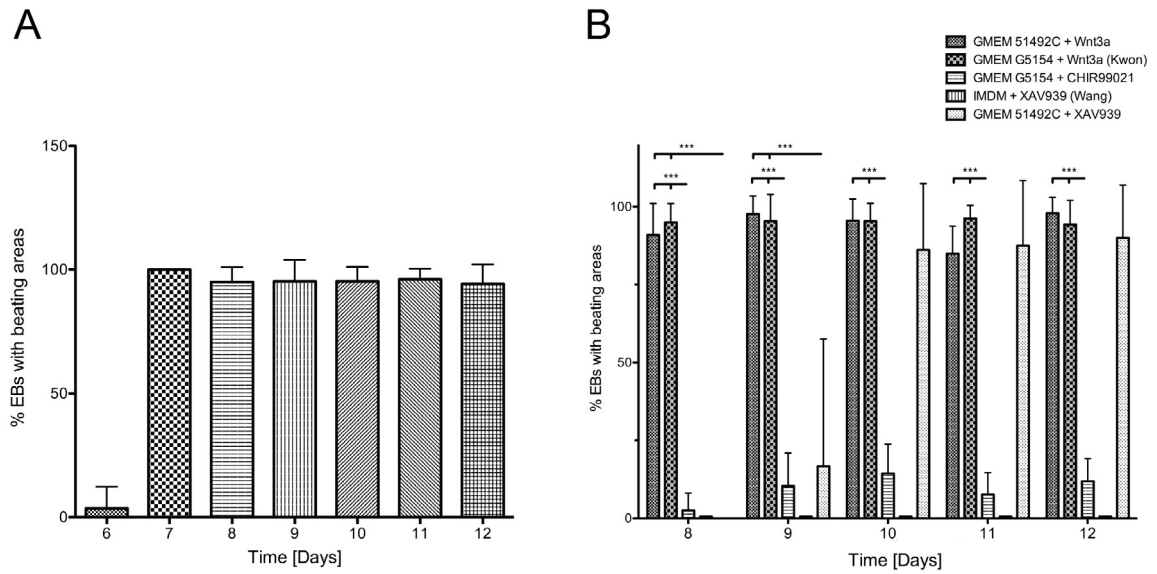 A
B
GMEM 51492C + Wnt3a
GMEM G5154 + Wnt3a (Kwon)
GMEM G5154 + CHIR99021
IMDM + XAV939 (Wang)
GMEM 51492C + XAV939
% EBs with beating areas
150
100
50
0
6 7 8 9 10 11 12
Time [Days]
% EBs with beating areas
100
50
0
*** ***
*** *** *** *** ***
8 9 10 11 12
Time [Days]